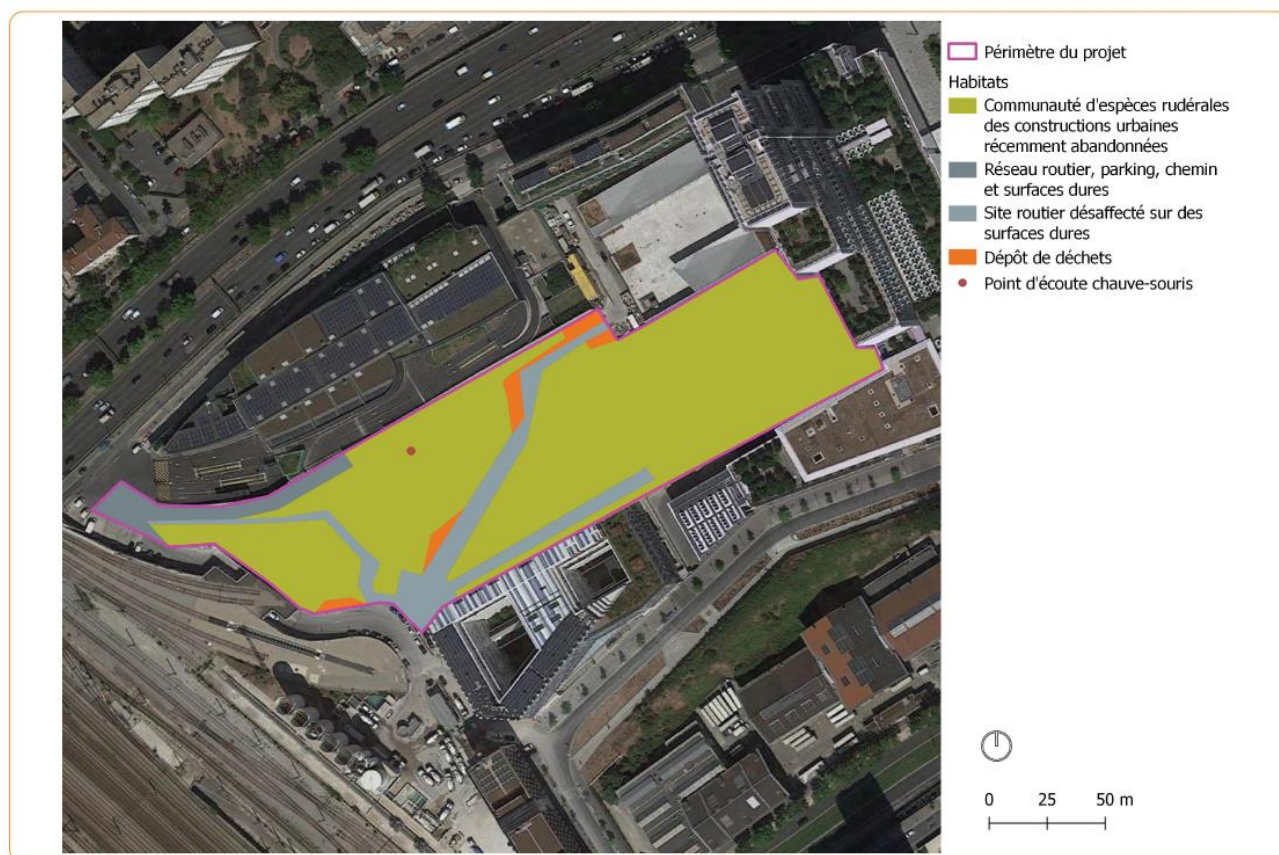 Périmètre du projet
Habitats
Communauté d'espèces rudérales
des constructions urbaines
récemment abandonnées
Réseau routier, parking, chemin
et surfaces dures
Site routier désaffecté sur des
surfaces dures
Dépôt de déchets
Point d'écoute chauve-souris
0 25 50 m